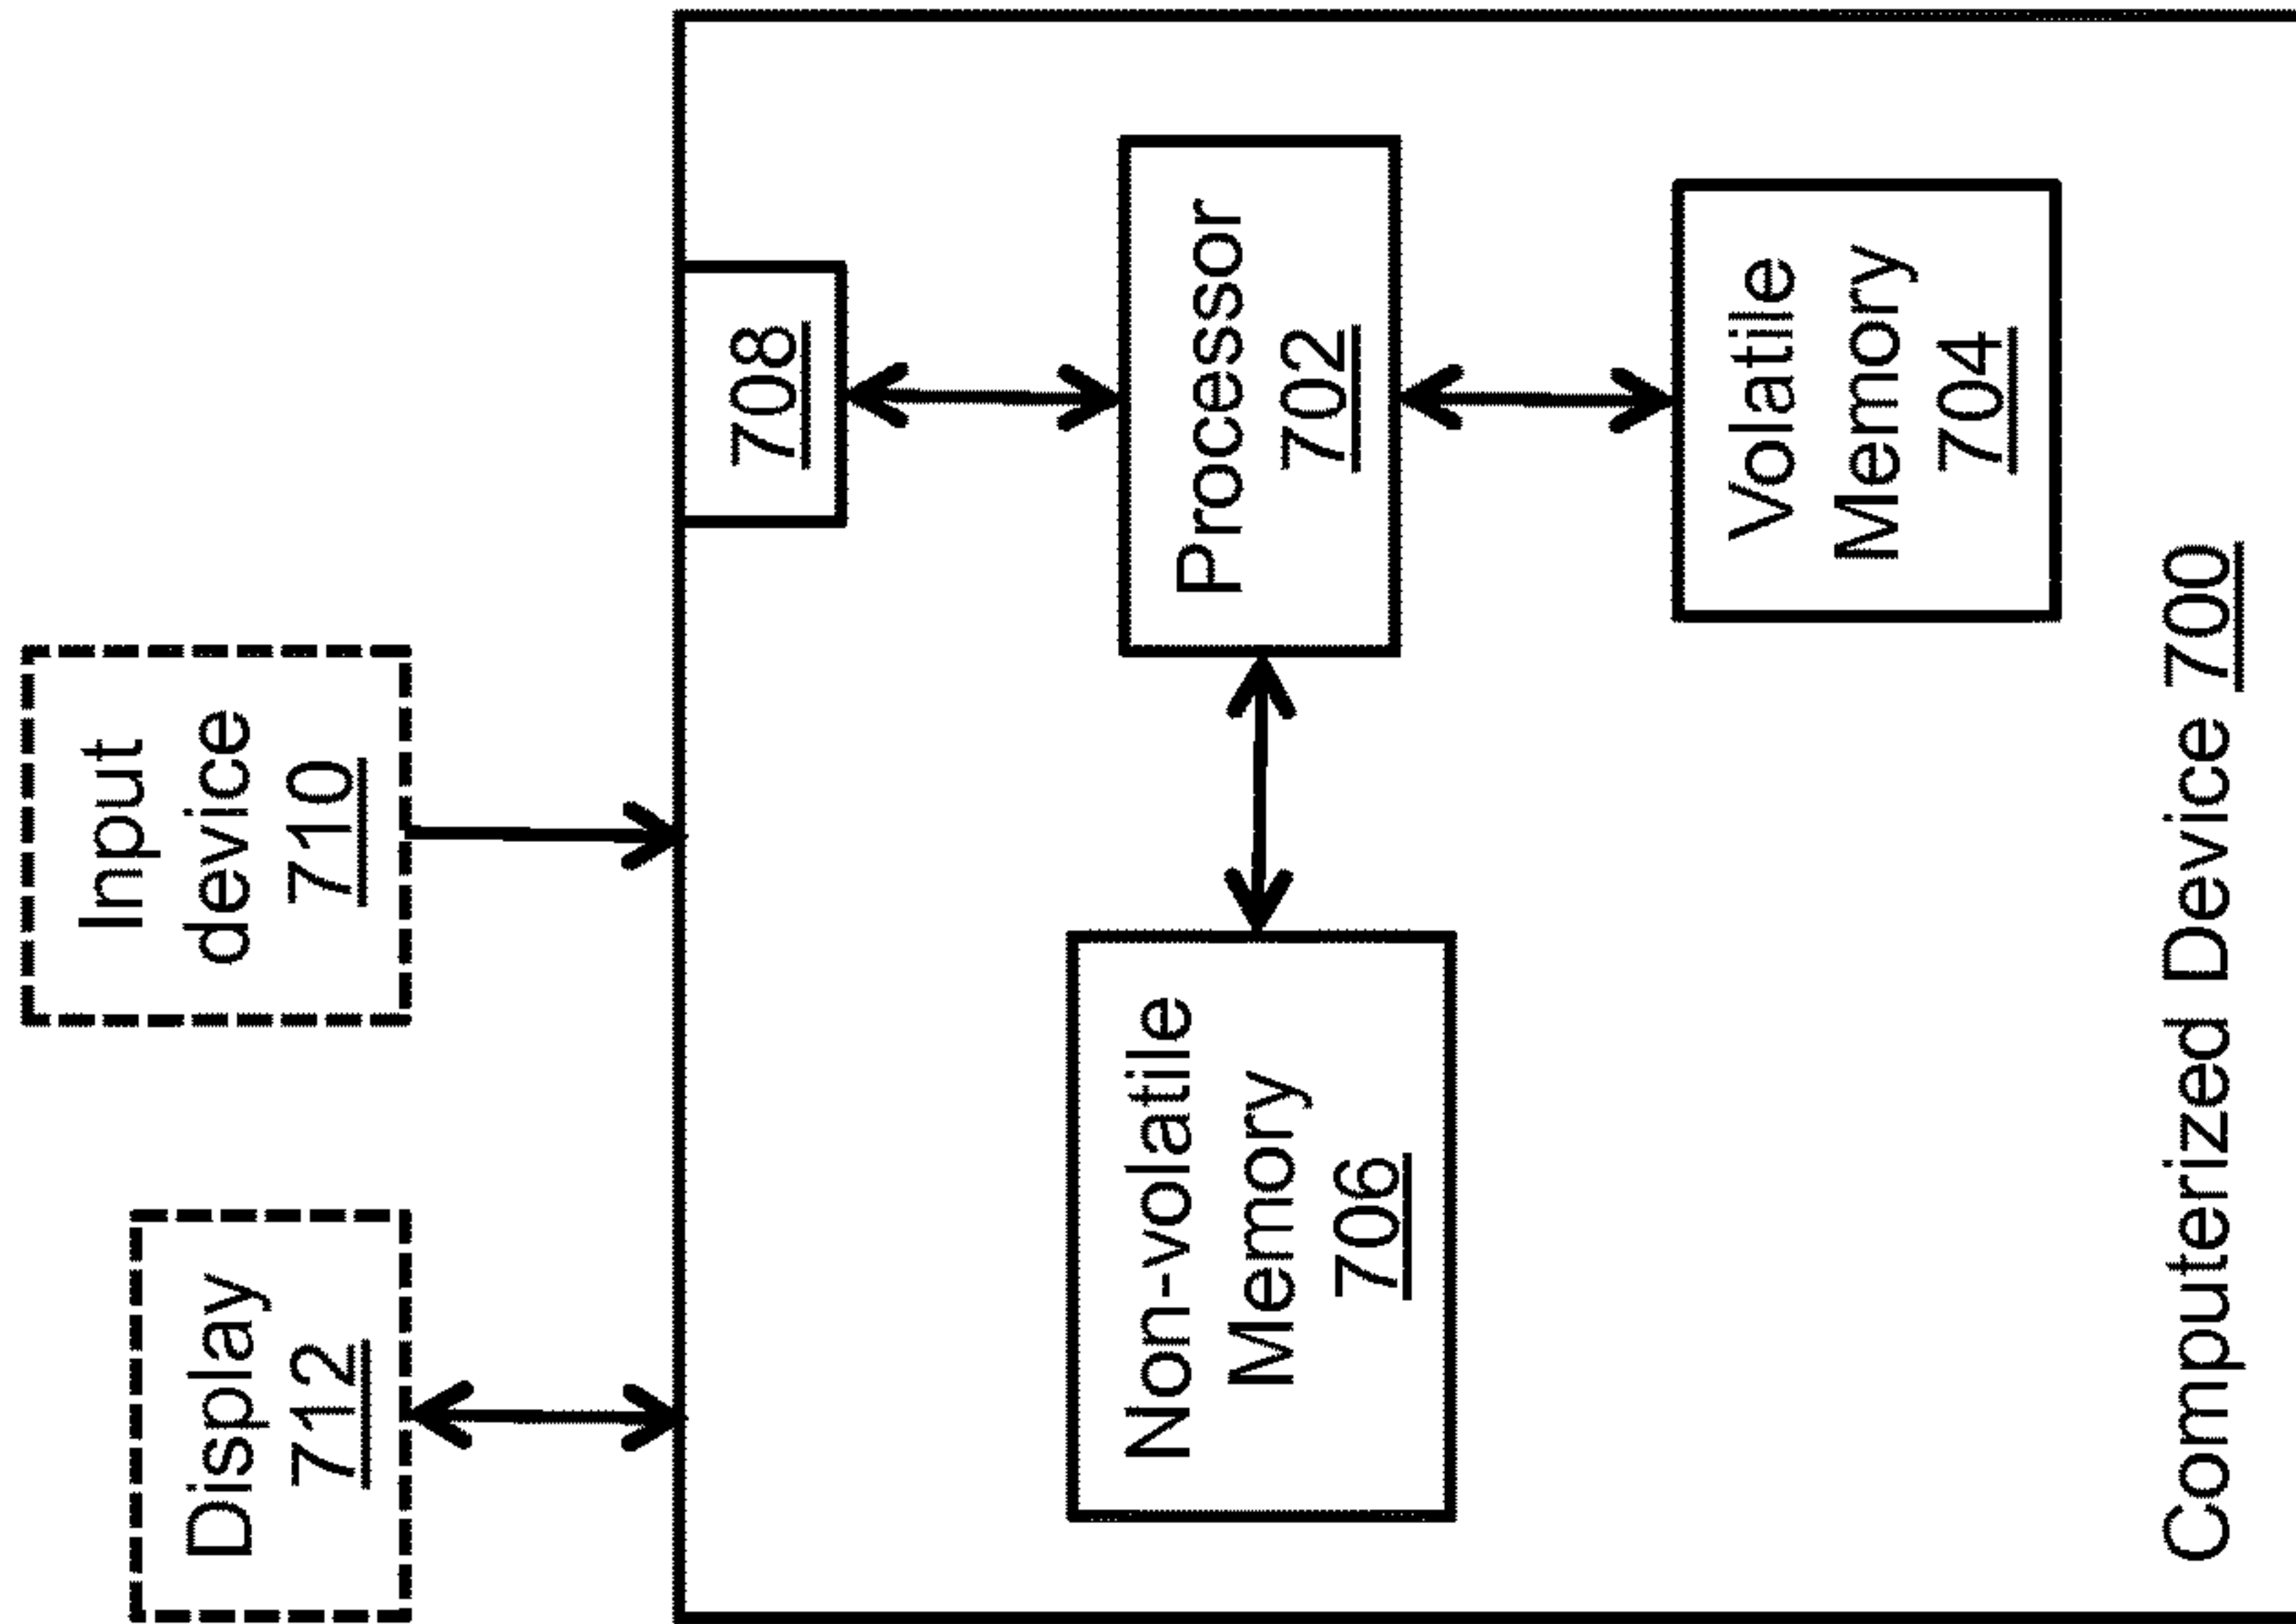 Display
712
Input
device
710
708
Non-volatile
Memory
706
Processor
702
Volatile
Memory
704
Computerized Device 700